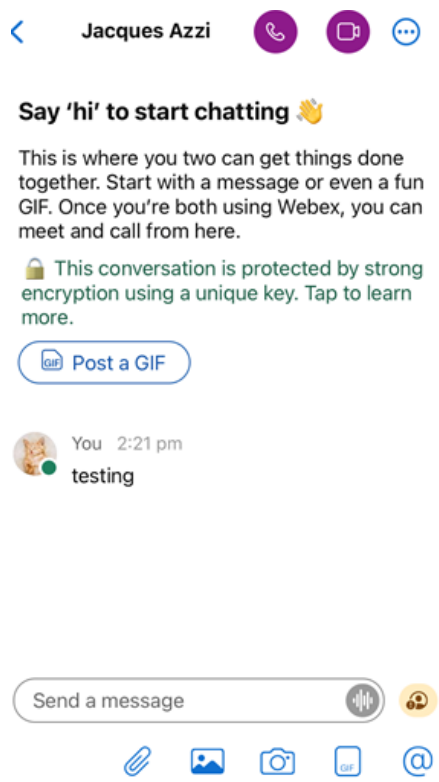 Jacques Azzi
Say ‘hi’ to start chatting 👋
This is where you two can get things done
together. Start with a message or even a fun
GIF. Once you’re both using Webex, you can
meet and call from here.
🔒 This conversation is protected by strong
encryption using a unique key. Tap to learn
more.
GIF Post a GIF
You 2:21 pm
testing
Send a message
GIF @